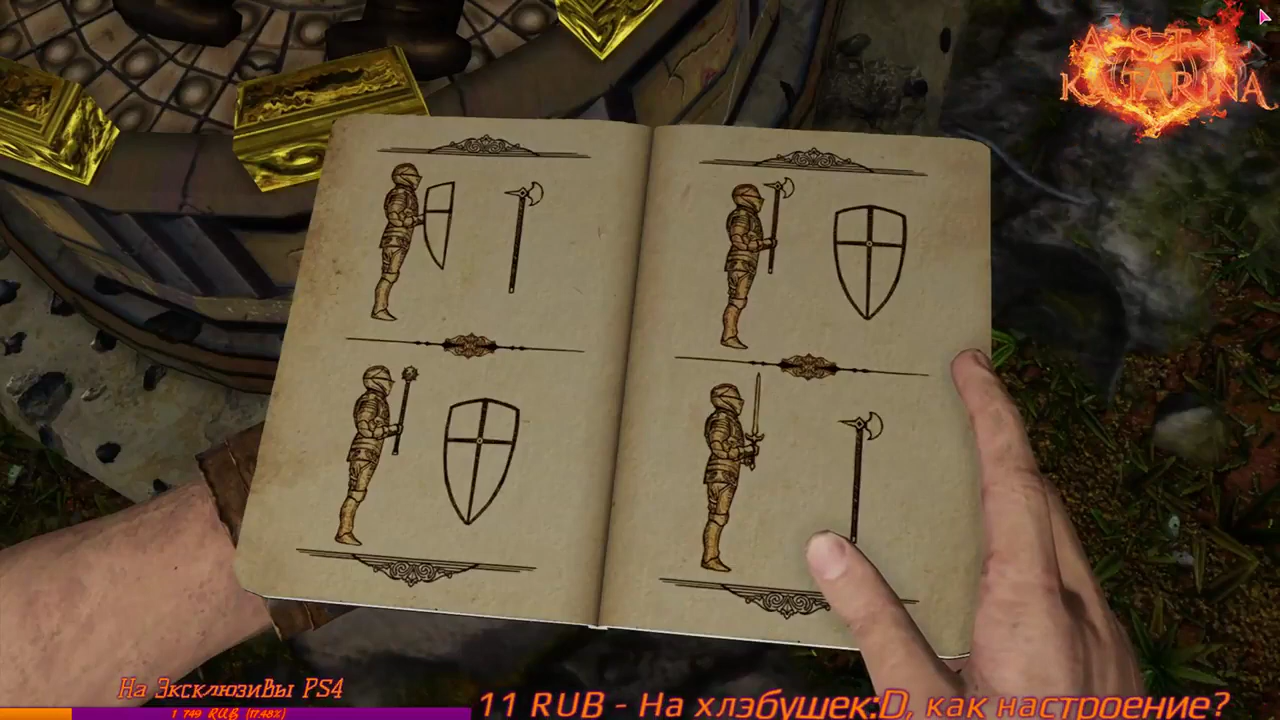 ASTI
KATARINA
На Эксклюзивы PS4
1 749 RUB (17.48%)
11 RUB - На хлэбушек:D, как настроение?